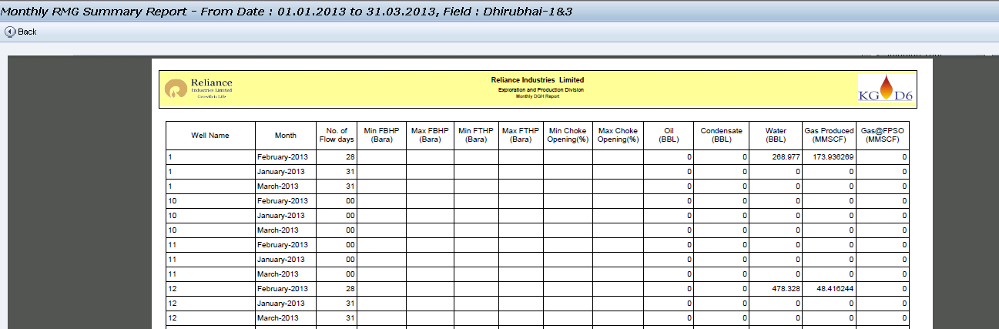 Monthly RMG Summary Report - From Date : 01.01.2013 to 31.03.2013, Field : Dhirubhai-1&3
Back
Reliance
Industries Limited
Growth is Life
Reliance Industries Limited
Exploration and Production Division
Monthly DGH Report
KG D6
Well Name Month No. of Flow days Min FBHP (Bara) Max FBHP (Bara) Min FTHP (Bara) Max FTHP (Bara) Min Choke Opening(%) Max Choke Opening(%) Oil (BBL) Condensate (BBL) Water (BBL) Gas Produced (MMSCF) Gas@FPSO (MMSCF)
1 February-2013 28 0 0 268.977 173.936269 0
1 January-2013 31 0 0 0 0 0
1 March-2013 31 0 0 0 0 0
10 February-2013 00 0 0 0 0 0
10 January-2013 00 0 0 0 0 0
10 March-2013 00 0 0 0 0 0
11 February-2013 00 0 0 0 0 0
11 January-2013 00 0 0 0 0 0
11 March-2013 00 0 0 0 0 0
12 February-2013 28 0 0 478.328 48.416244 0
12 January-2013 31 0 0 0 0 0
12 March-2013 31 0 0 0 0 0